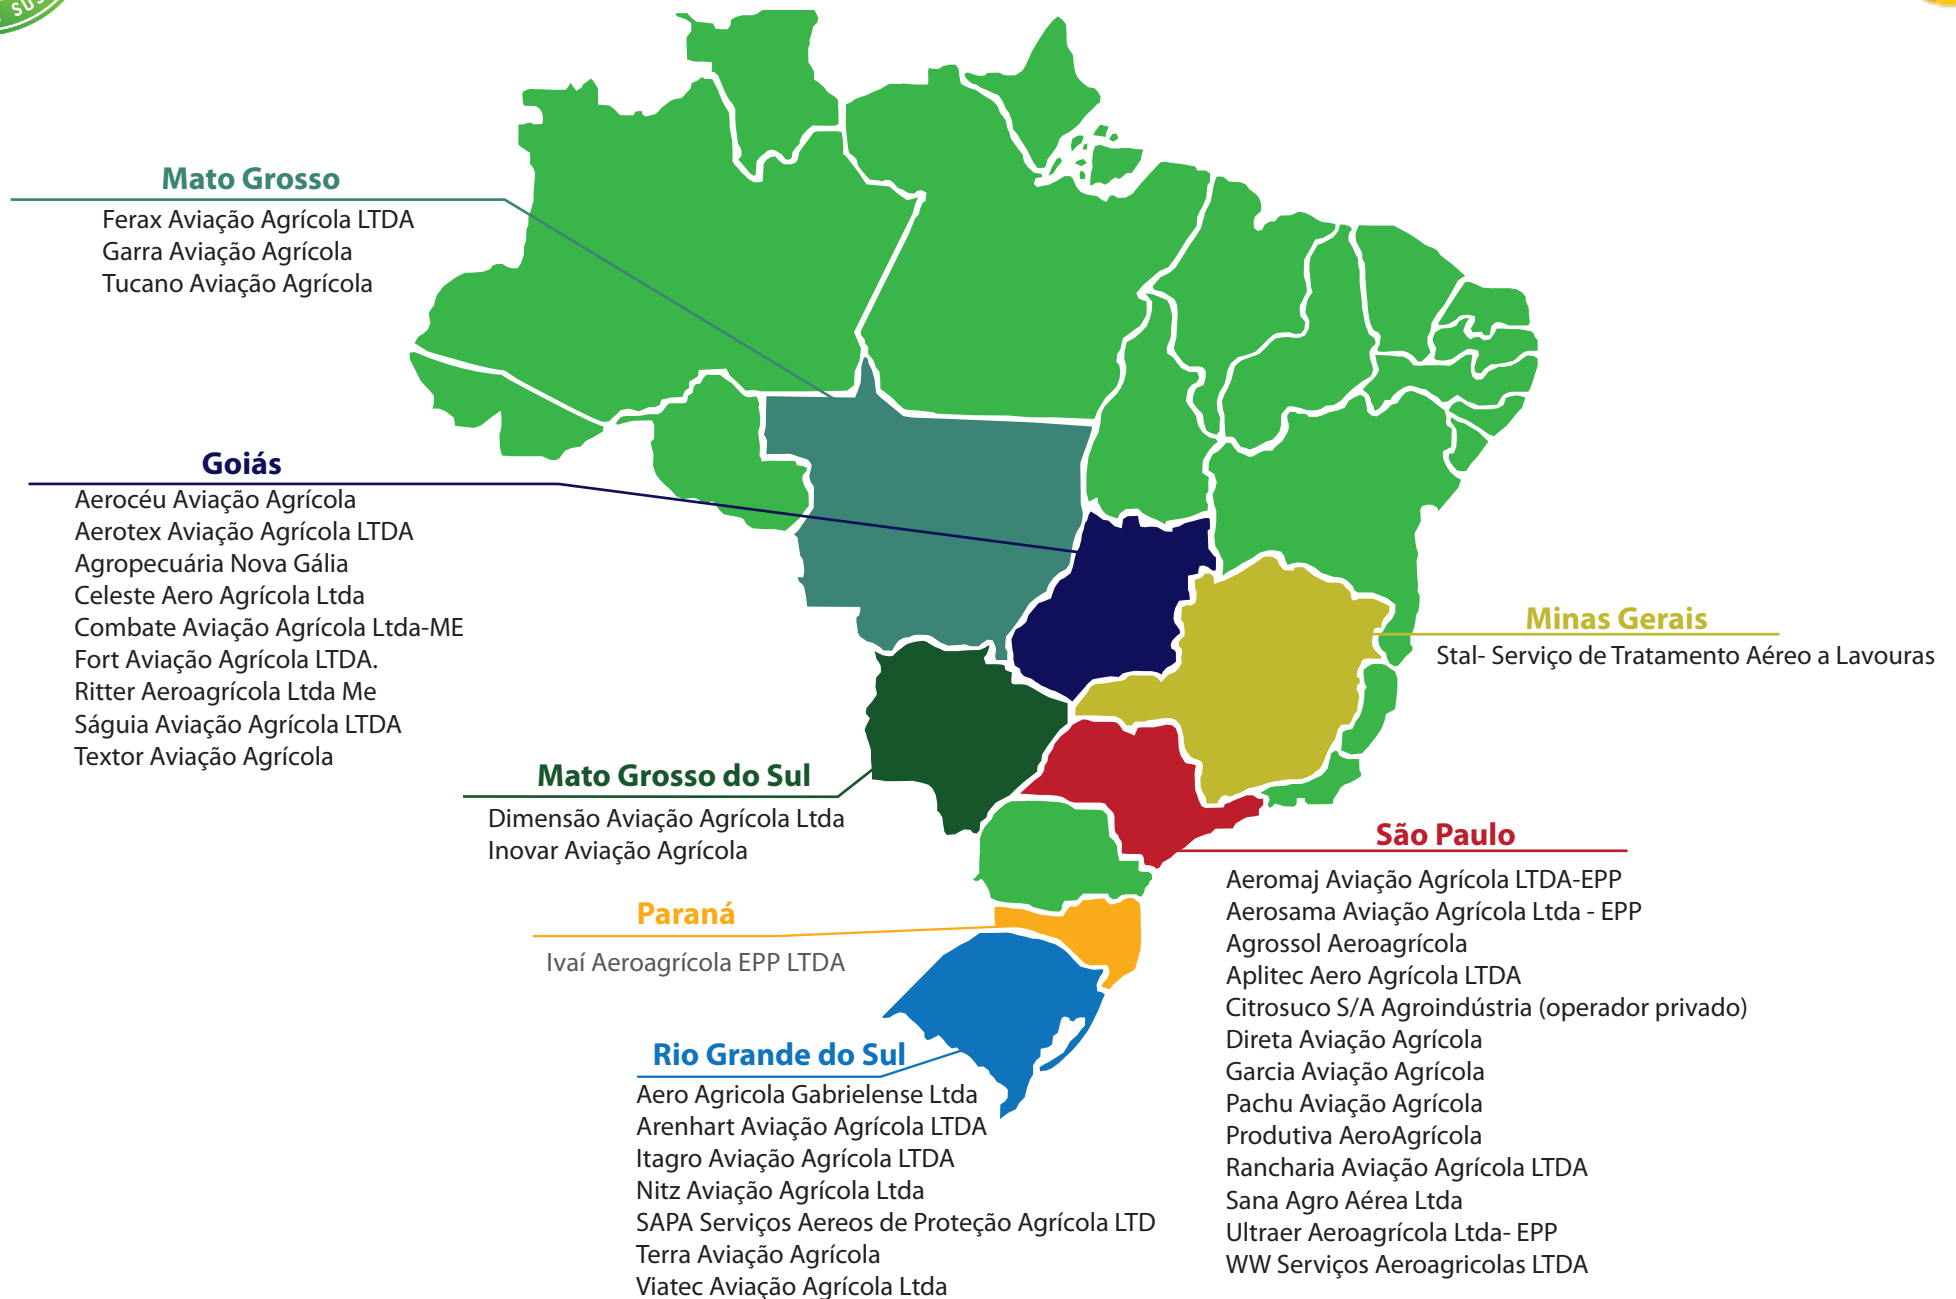 SUS
Mato Grosso
Ferax Aviação Agrícola LTDA
Garra Aviação Agrícola
Tucano Aviação Agrícola
Goiás
Aerocéu Aviação Agrícola
Aerotex Aviação Agrícola LTDA
Agropecuária Nova Gália
Celeste Aero Agrícola Ltda
Combate Aviação Agrícola Ltda-ME
Fort Aviação Agrícola LTDA.
Ritter Aeroagrícola Ltda Me
Ságuia Aviação Agrícola LTDA
Textor Aviação Agrícola
Minas Gerais
Stal- Serviço de Tratamento Aéreo a Lavouras
Mato Grosso do Sul
Dimensão Aviação Agrícola Ltda
Inovar Aviação Agrícola
São Paulo
Aeromaj Aviação Agrícola LTDA-EPP
Aerosama Aviação Agrícola Ltda - EPP
Agrossol Aeroagrícola
Aplitec Aero Agrícola LTDA
Citrosuco S/A Agroindústria (operador privado)
Direta Aviação Agrícola
Garcia Aviação Agrícola
Pachu Aviação Agrícola
Produtiva AeroAgrícola
Rancharia Aviação Agrícola LTDA
Sana Agro Aérea Ltda
Ultraer Aeroagrícola Ltda- EPP
WW Serviços Aeroagricolas LTDA
Paraná
Ivaí Aeroagrícola EPP LTDA
Rio Grande do Sul
Aero Agricola Gabrielense Ltda
Arenhart Aviação Agrícola LTDA
Itagro Aviação Agrícola LTDA
Nitz Aviação Agrícola Ltda
SAPA Serviços Aereos de Proteção Agrícola LTD
Terra Aviação Agrícola
Viatec Aviação Agrícola Ltda